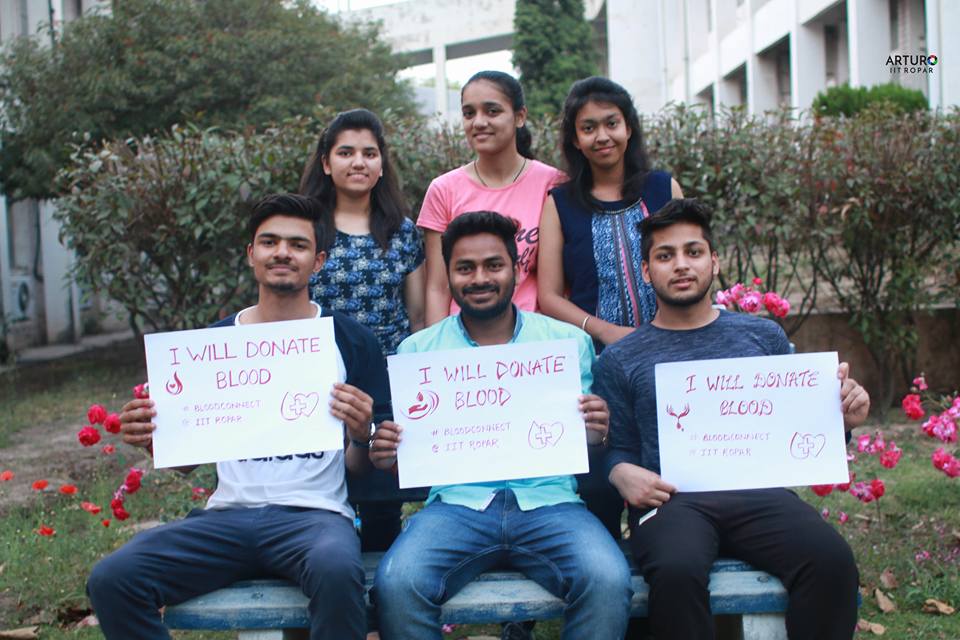 ARTURO
IIT ROPAR
I WILL DONATE
BLOOD
# BLOODCONNECT
@ IIT ROPAR
I WILL DONATE
BLOOD
# BLOODCONNECT
@ IIT ROPAR
I WILL DONATE
BLOOD
# BLOODCONNECT
@ IIT ROPAR